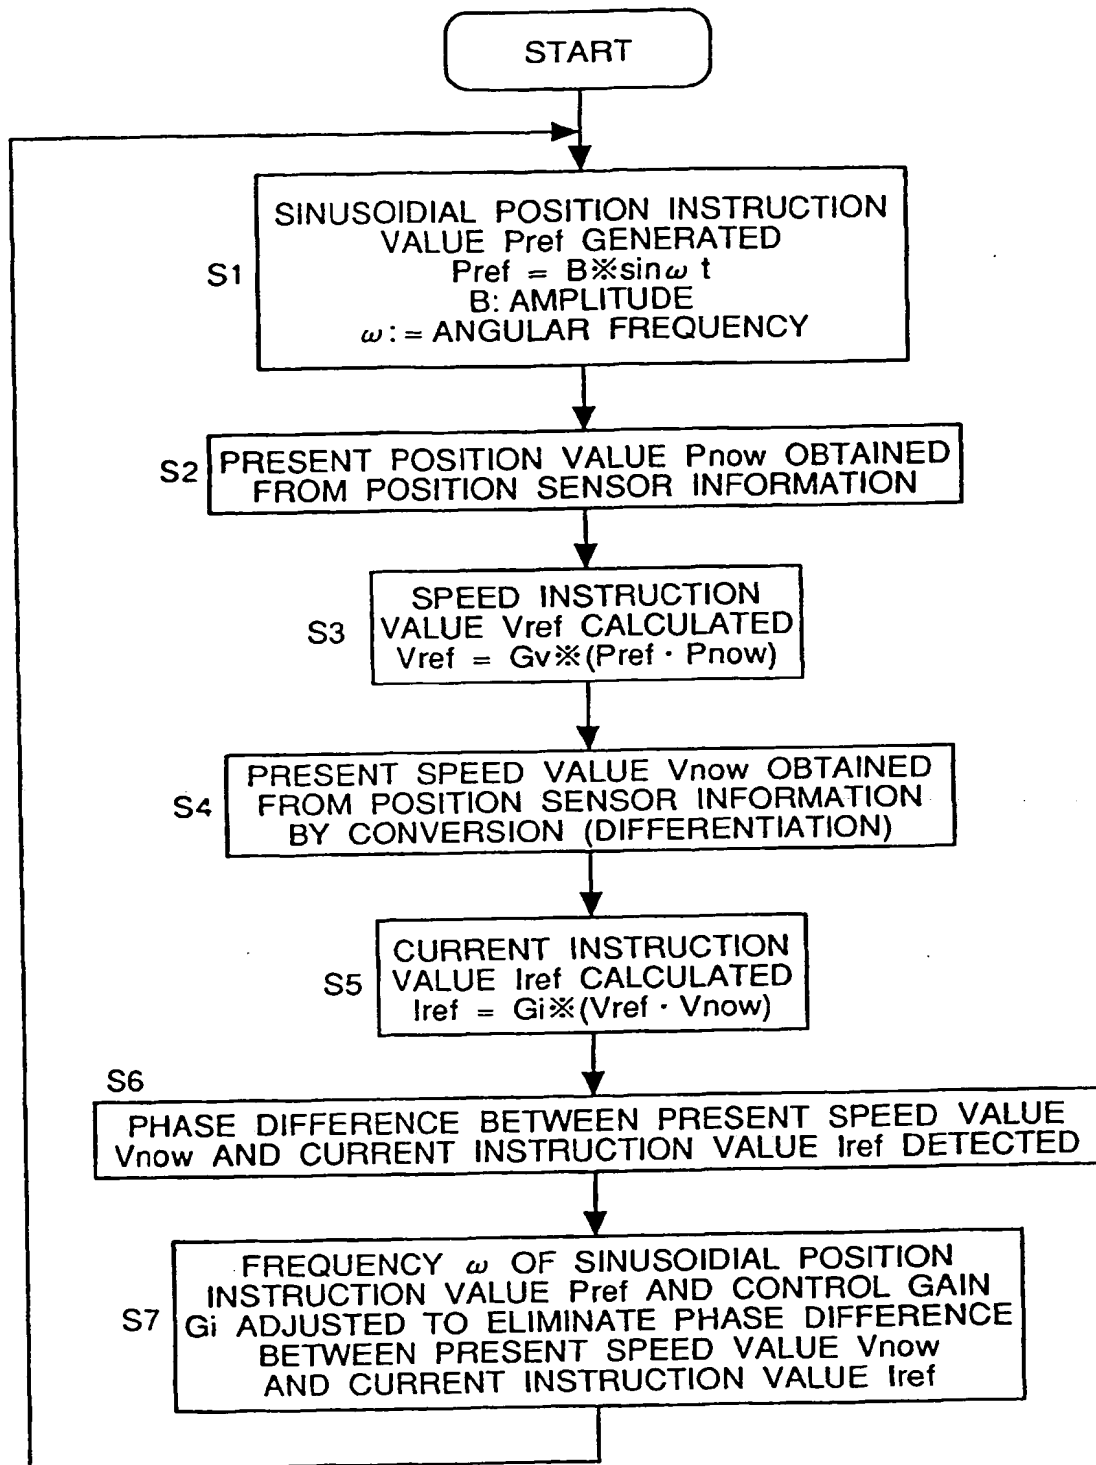 START
SINUSOIDIAL POSITION INSTRUCTION
VALUE Pref GENERATED
S1
Pref = B※sinω t
B: AMPLITUDE
ω:= ANGULAR FREQUENCY
S2
PRESENT POSITION VALUE Pnow OBTAINED
FROM POSITION SENSOR INFORMATION
SPEED INSTRUCTION
S3
VALUE Vref CALCULATED
Vref = Gv※(Pref · Pnow)
PRESENT SPEED VALUE Vnow OBTAINED
S4
FROM POSITION SENSOR INFORMATION
BY CONVERSION (DIFFERENTIATION)
CURRENT INSTRUCTION
S5
VALUE Iref CALCULATED
Iref = Gi※(Vref · Vnow)
S6
PHASE DIFFERENCE BETWEEN PRESENT SPEED VALUE
Vnow AND CURRENT INSTRUCTION VALUE Iref DETECTED
FREQUENCY ω OF SINUSOIDIAL POSITION
INSTRUCTION VALUE Pref AND CONTROL GAIN
S7
Gi ADJUSTED TO ELIMINATE PHASE DIFFERENCE
BETWEEN PRESENT SPEED VALUE Vnow
AND CURRENT INSTRUCTION VALUE Iref